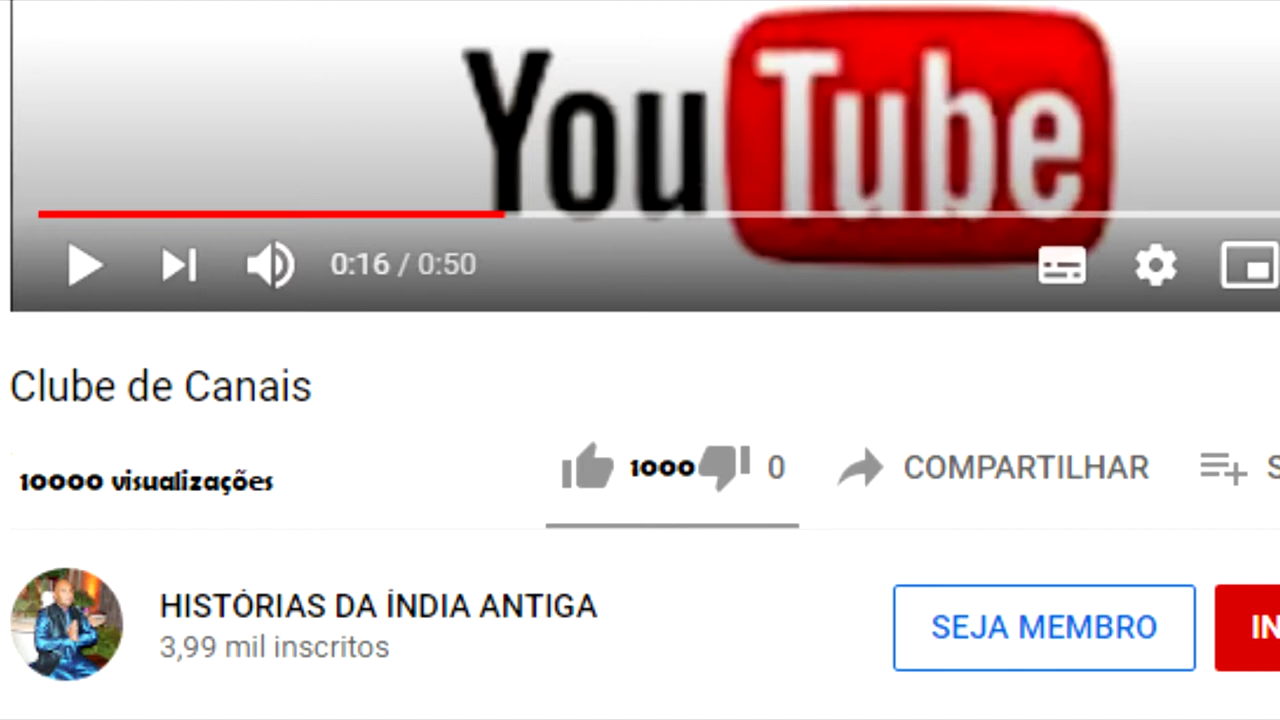 YouTube
0:16 / 0:50
Clube de Canais
10000 visualizações
1000 0 COMPARTILHAR S
HISTÓRIAS DA ÍNDIA ANTIGA
3,99 mil inscritos
SEJA MEMBRO IN